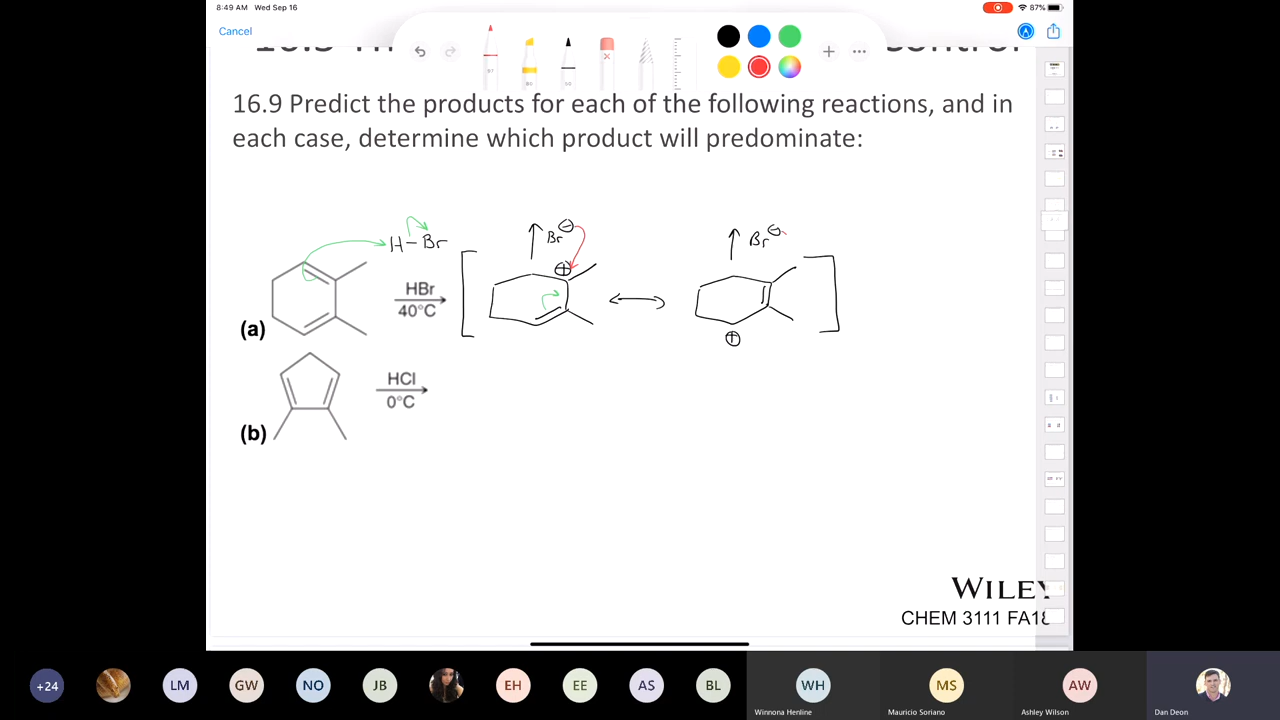 8:49 AM Wed Sep 16
87%
Cancel
16.9 Predict the products for each of the following reactions, and in
each case, determine which product will predominate:
H–Br
Br⊖
Br⊖
⊕
HBr
40°C
(a)
⊕
HCl
0°C
(b)
WILEY
CHEM 3111 FA18
+24
LM
GW
NO
JB
EH
EE
AS
BL
WH
MS
AW
Winnona Henline
Mauricio Soriano
Ashley Wilson
Dan Deon